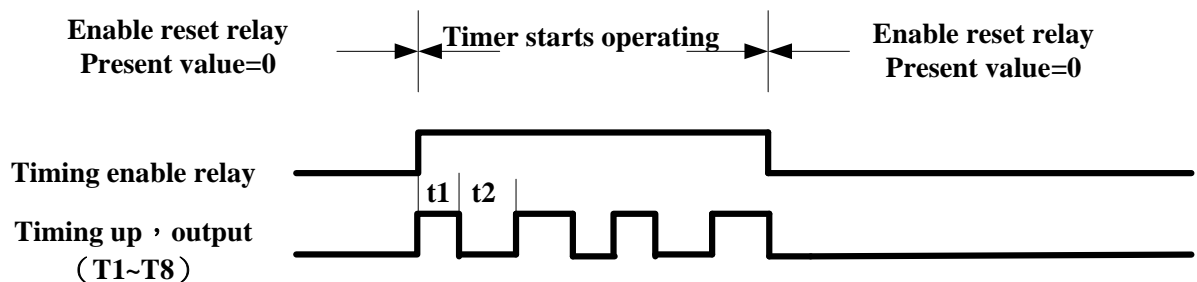 Enable reset relay
Present value=0
Timer starts operating
Enable reset relay
Present value=0
Timing enable relay
t1 t2
Timing up，output
（T1~T8）